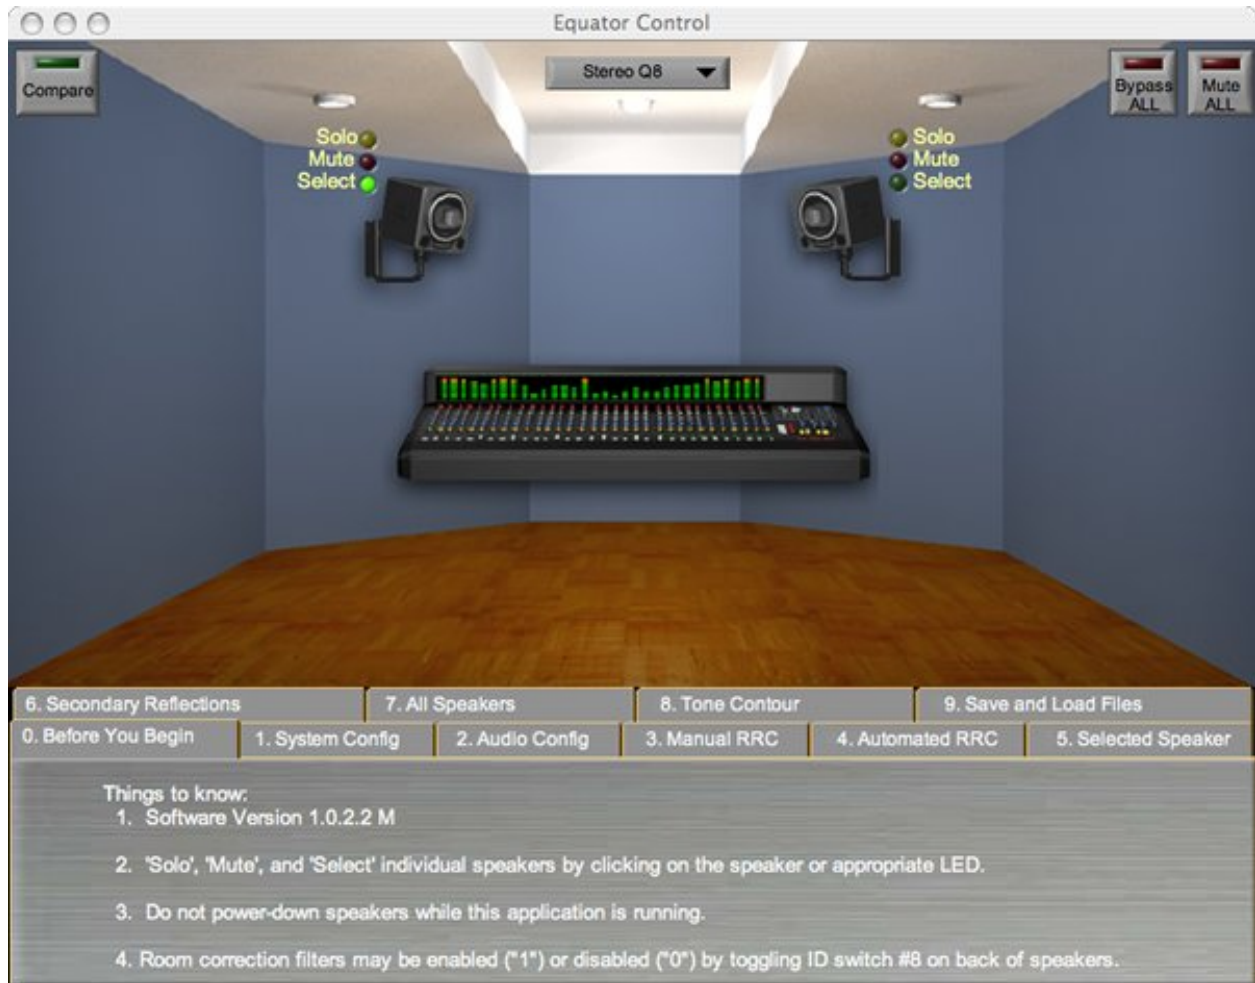 Equator Control
Compare
Stereo Q8
Bypass
ALL
Mute
ALL
Solo
Mute
Select
Solo
Mute
Select
6. Secondary Reflections
7. All Speakers
8. Tone Contour
9. Save and Load Files
0. Before You Begin
1. System Config
2. Audio Config
3. Manual RRC
4. Automated RRC
5. Selected Speaker
Things to know:
1. Software Version 1.0.2.2 M
2. 'Solo', 'Mute', and 'Select' individual speakers by clicking on the speaker or appropriate LED.
3. Do not power-down speakers while this application is running.
4. Room correction filters may be enabled ("1") or disabled ("0") by toggling ID switch #8 on back of speakers.